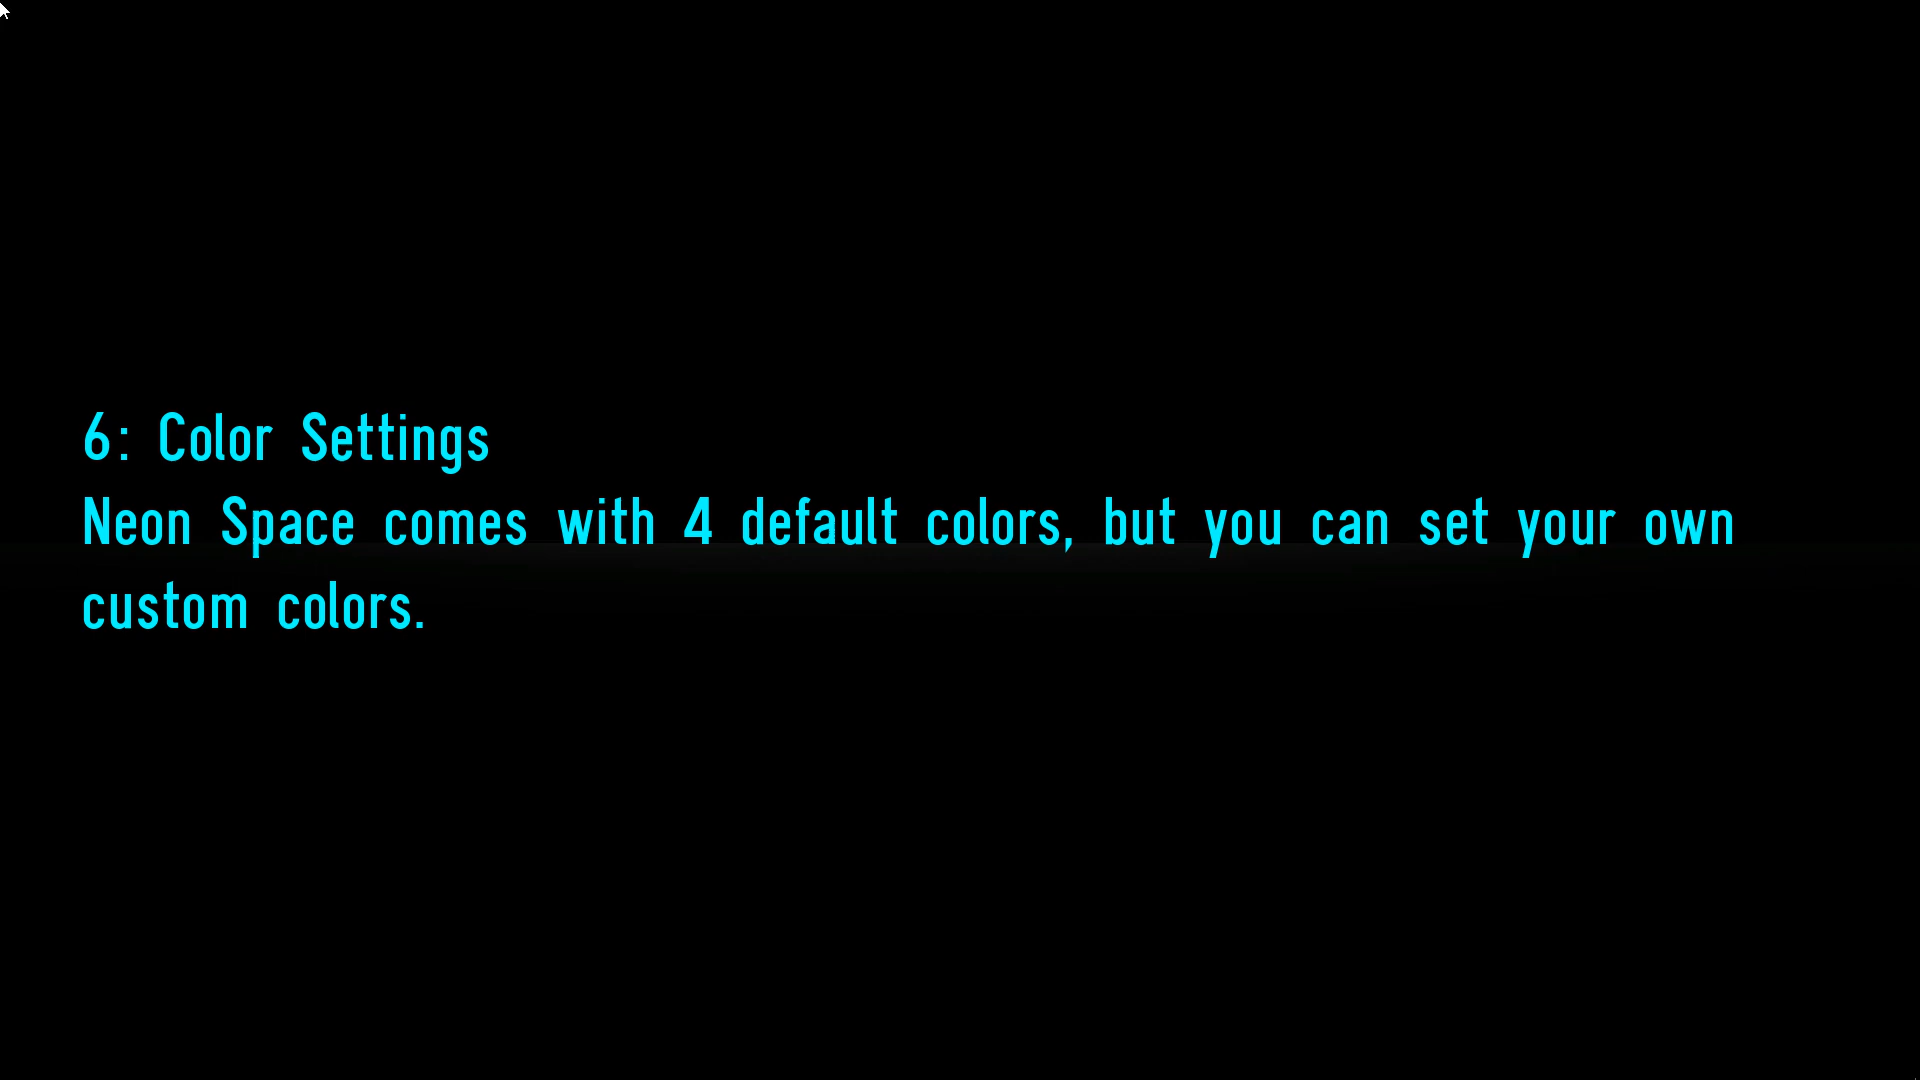 6: Color Settings
Neon Space comes with 4 default colors, but you can set your own
custom colors.